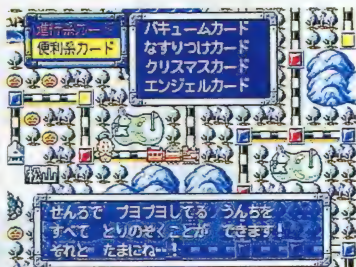 進行系カード
便利系カード
バキュームカード
なすりつけカード
クリスマスカード
エンジェルカード
松山
せんろで プヨプヨしてる うんちを
すべて とりのぞくことが できます!
それと たまにね…!